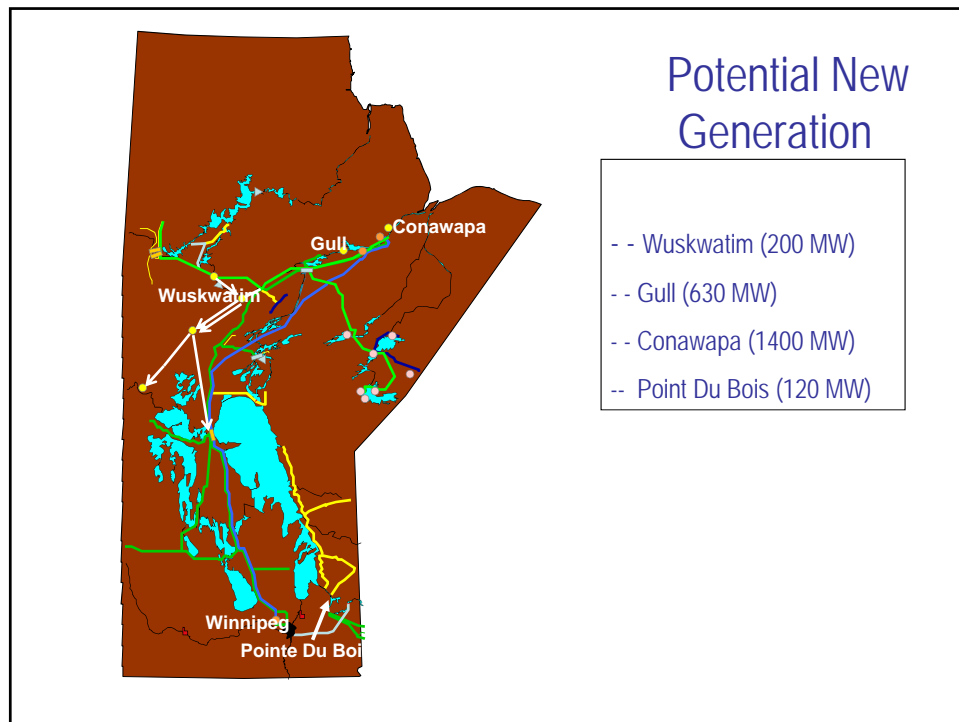 Potential New
Generation
- - Wuskwatim (200 MW)
- - Gull (630 MW)
- - Conawapa (1400 MW)
-- Point Du Bois (120 MW)
Conawapa
Gull
Wuskwatim
Winnipeg
Pointe Du Boi